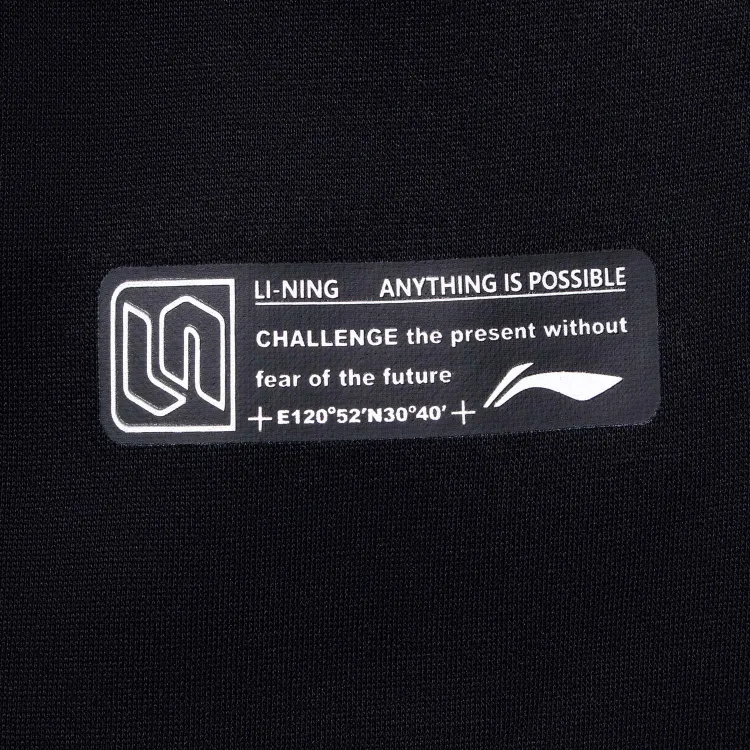 LI-NING ANYTHING IS POSSIBLE
CHALLENGE the present without
fear of the future
E120°52′N30°40′